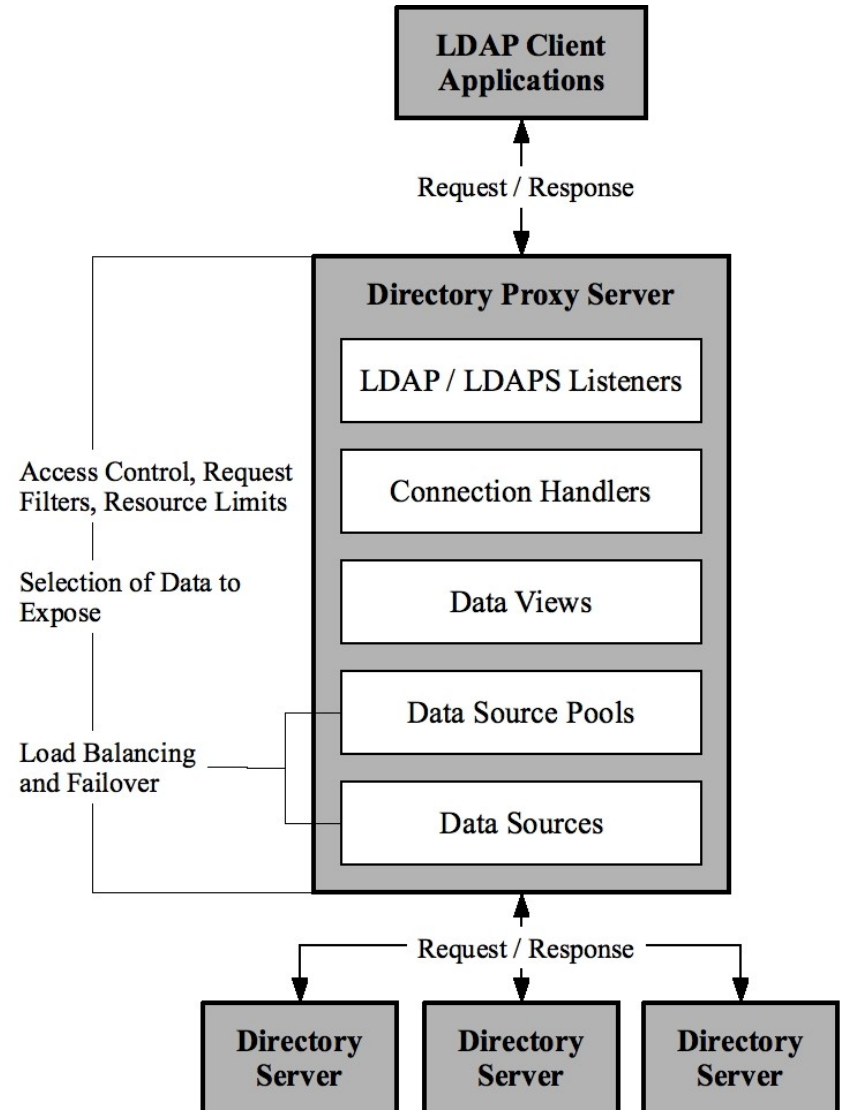 LDAP Client
Applications
Request / Response
Directory Proxy Server
LDAP / LDAPS Listeners
Access Control, Request
Filters, Resource Limits
Connection Handlers
Selection of Data to
Expose
Data Views
Data Source Pools
Load Balancing
and Failover
Data Sources
Request / Response
Directory
Server
Directory
Server
Directory
Server